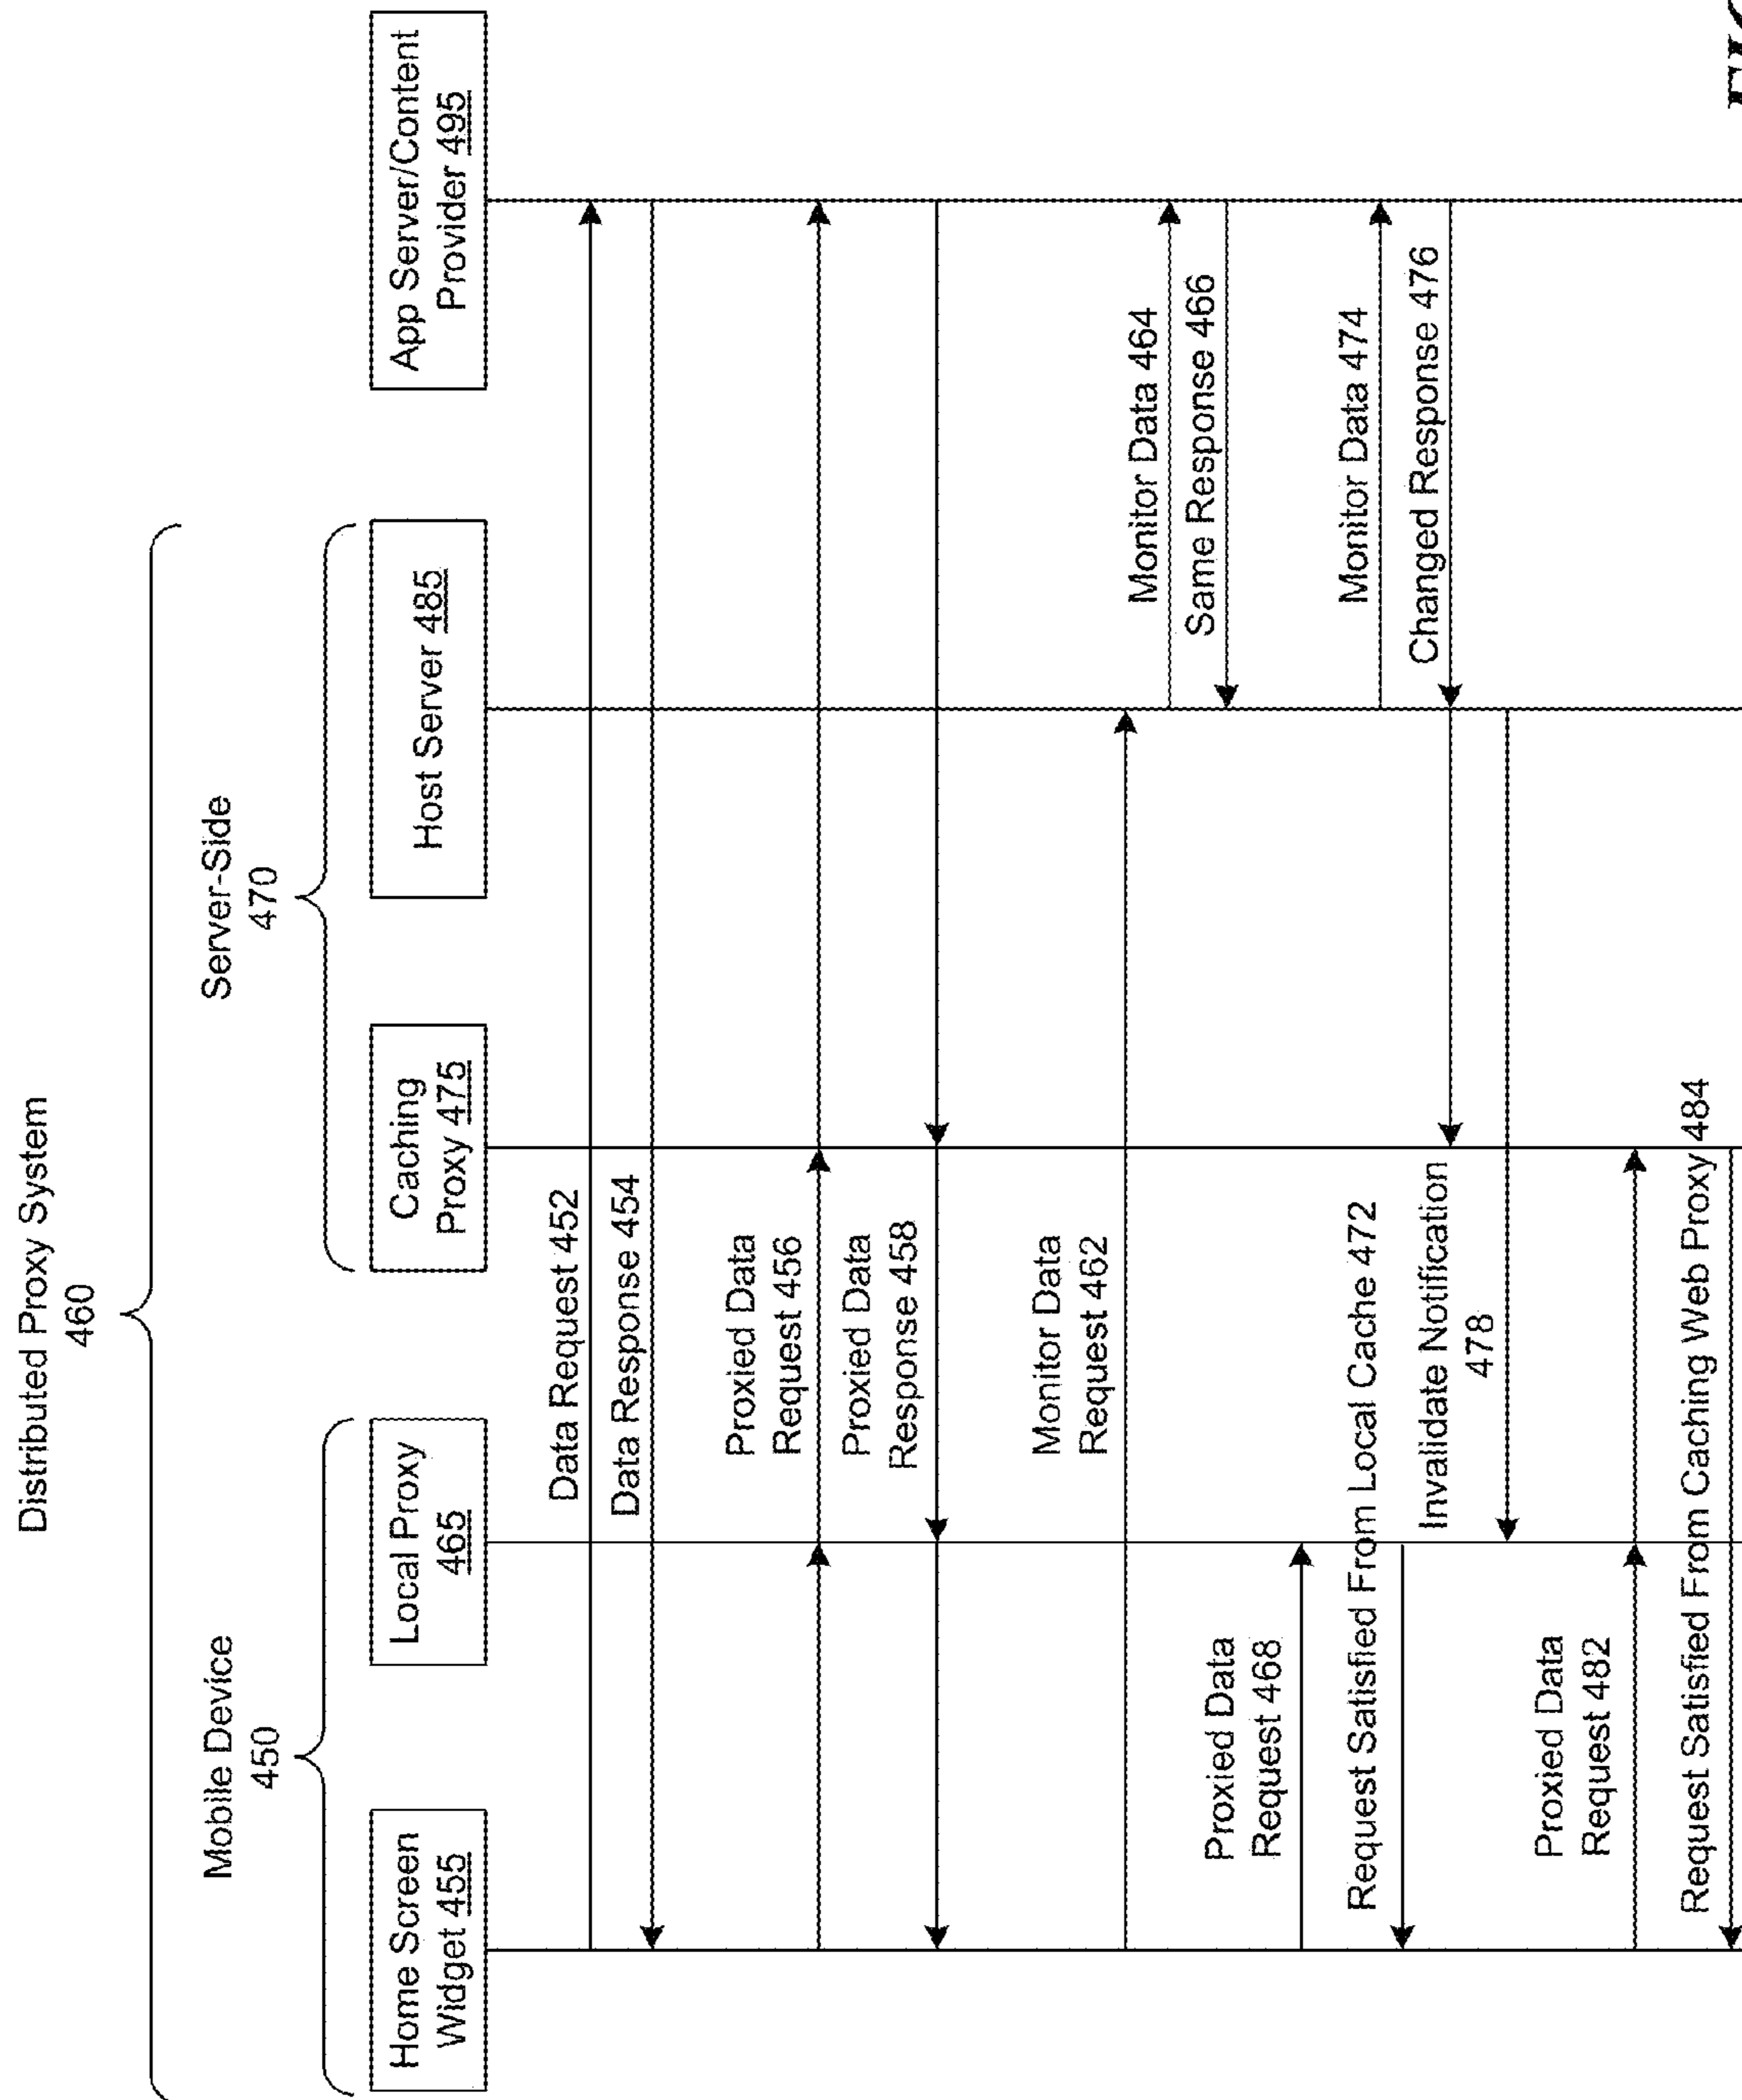 Distributed Proxy System
460
Mobile Device
450
Server-Side
470
Home Screen
Widget 455
Local Proxy
465
Caching
Proxy 475
Host Server 485
App Server/Content
Provider 495
Data Request 452
Data Response 454
Proxied Data
Request 456
Proxied Data
Response 458
Monitor Data
Request 462
Monitor Data 464
Same Response 466
Proxied Data
Request 468
Request Satisfied From Local Cache 472
Monitor Data 474
Changed Response 476
Invalidate Notification
478
Proxied Data
Request 482
Request Satisfied From Caching Web Proxy 484